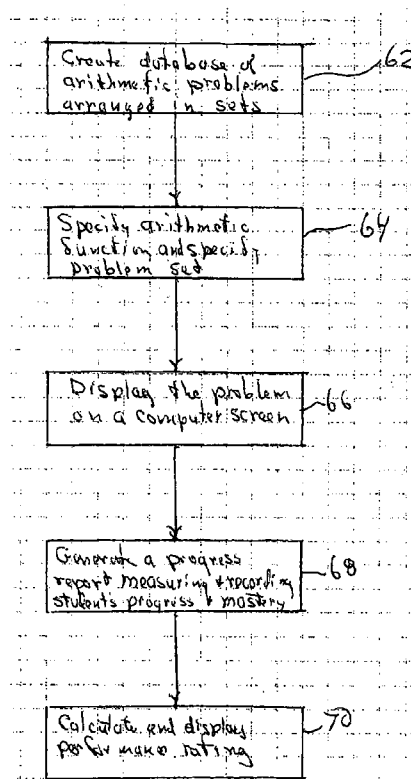 Create database of
arithmetic problems
arranged in sets
62
Specify arithmetic
function and specify
problem set
64
Display the problem
on a computer screen
66
Generate a progress
report measuring & recording
students progress & mastery
68
Calculate and display
performance rating
70